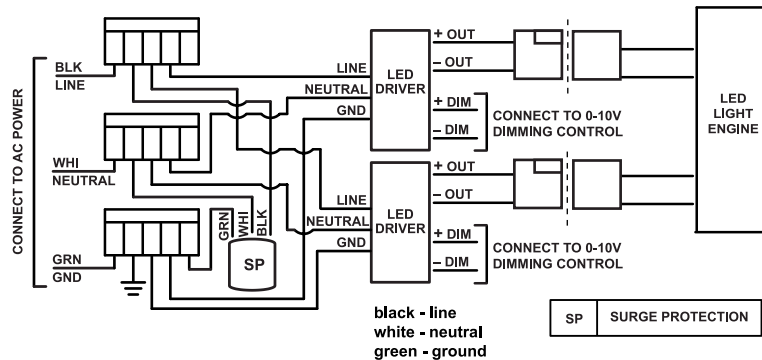 CONNECT TO AC POWER
BLK
LINE
WHI
NEUTRAL
GRN
GND
GRN
WHI
BLK
SP
LINE
NEUTRAL
GND
LED
DRIVER
+ OUT
– OUT
+ DIM
– DIM
CONNECT TO 0-10V
DIMMING CONTROL
LINE
NEUTRAL
GND
LED
DRIVER
+ OUT
– OUT
+ DIM
– DIM
CONNECT TO 0-10V
DIMMING CONTROL
LED
LIGHT
ENGINE
black - line
white - neutral
green - ground
SP SURGE PROTECTION